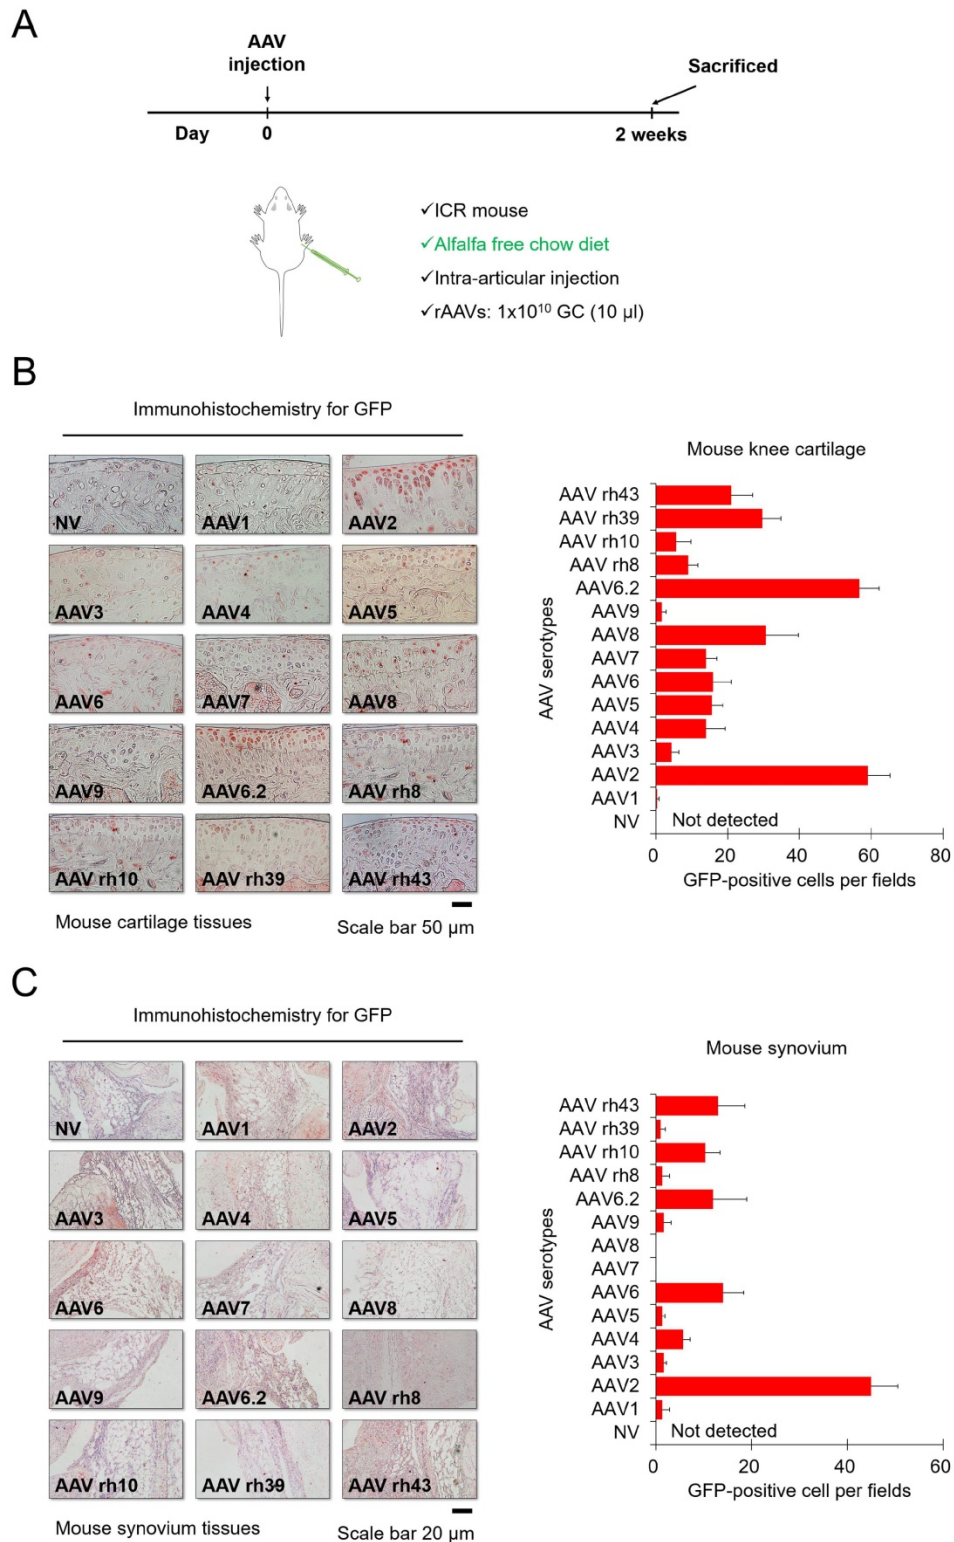 A
AAV
injection
Sacrificed
Day 0 2 weeks
✓ICR mouse
✓Alfalfa free chow diet
✓Intra-articular injection
✓rAAVs: 1x10¹⁰ GC (10 µl)
B
Immunohistochemistry for GFP
NV AAV1 AAV2
AAV3 AAV4 AAV5
AAV6 AAV7 AAV8
AAV9 AAV6.2 AAV rh8
AAV rh10 AAV rh39 AAV rh43
Mouse cartilage tissues
Scale bar 50 µm
Mouse knee cartilage
AAV serotypes
AAV rh43
AAV rh39
AAV rh10
AAV rh8
AAV6.2
AAV9
AAV8
AAV7
AAV6
AAV5
AAV4
AAV3
AAV2
AAV1
NV Not detected
0 20 40 60 80
GFP-positive cells per fields
C
Immunohistochemistry for GFP
NV AAV1 AAV2
AAV3 AAV4 AAV5
AAV6 AAV7 AAV8
AAV9 AAV6.2 AAV rh8
AAV rh10 AAV rh39 AAV rh43
Mouse synovium tissues
Scale bar 20 µm
Mouse synovium
AAV serotypes
AAV rh43
AAV rh39
AAV rh10
AAV rh8
AAV6.2
AAV9
AAV8
AAV7
AAV6
AAV5
AAV4
AAV3
AAV2
AAV1
NV Not detected
0 20 40 60
GFP-positive cell per fields